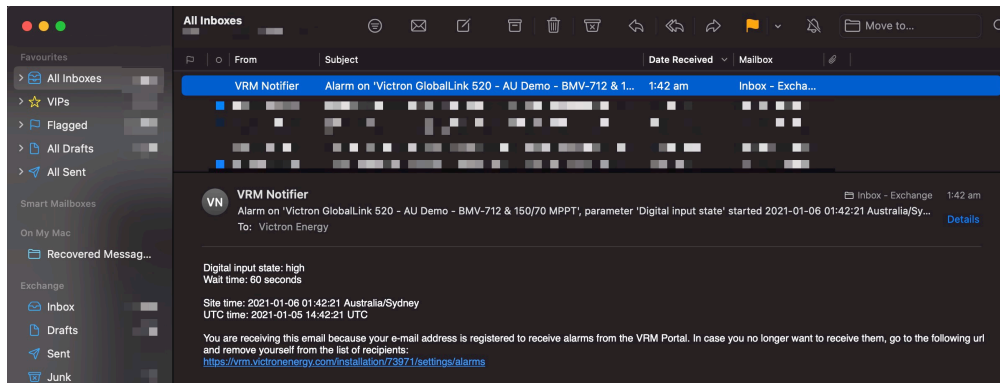 All Inboxes
Move to...
Favourites
All Inboxes
VIPs
Flagged
All Drafts
All Sent
Smart Mailboxes
On My Mac
Recovered Messag...
Exchange
Inbox
Drafts
Sent
Junk
From Subject Date Received Mailbox
VRM Notifier Alarm on 'Victron GlobalLink 520 - AU Demo - BMV-712 & 1... 1:42 am Inbox - Excha...
VN
VRM Notifier Inbox - Exchange 1:42 am
Alarm on 'Victron GlobalLink 520 - AU Demo - BMV-712 & 150/70 MPPT', parameter 'Digital input state' started 2021-01-06 01:42:21 Australia/Sy...
To: Victron Energy Details
Digital input state: high
Wait time: 60 seconds
Site time: 2021-01-06 01:42:21 Australia/Sydney
UTC time: 2021-01-05 14:42:21 UTC
You are receiving this email because your e-mail address is registered to receive alarms from the VRM Portal. In case you no longer want to receive them, go to the following url
and remove yourself from the list of recipients:
https://vrm.victronenergy.com/installation/73971/settings/alarms